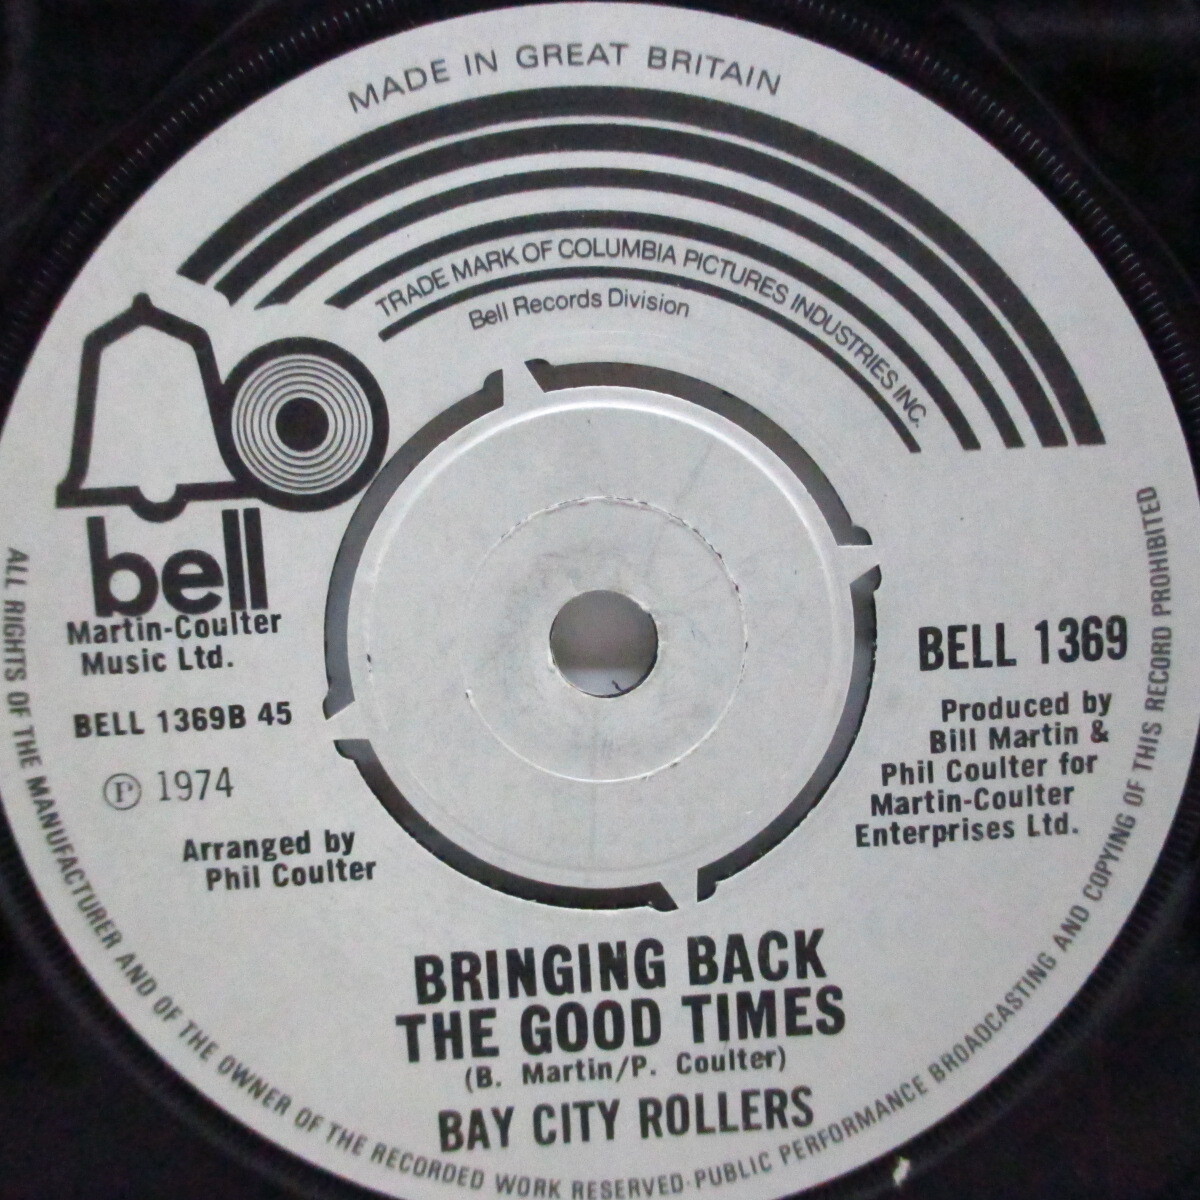 MADE IN GREAT BRITAIN
TRADE MARK OF COLUMBIA PICTURES INDUSTRIES INC.
Bell Records Division
bell
Martin-Coulter
Music Ltd.
BELL 1369B 45
Ⓟ 1974
Arranged by
Phil Coulter
BELL 1369
Produced by
Bill Martin &
Phil Coulter for
Martin-Coulter
Enterprises Ltd.
BRINGING BACK
THE GOOD TIMES
(B. Martin/P. Coulter)
BAY CITY ROLLERS
ALL RIGHTS OF THE MANUFACTURER AND OF THE OWNER OF THE RECORDED WORK RESERVED·PUBLIC PERFORMANCE BROADCASTING AND COPYING OF THIS RECORD PROHIBITED